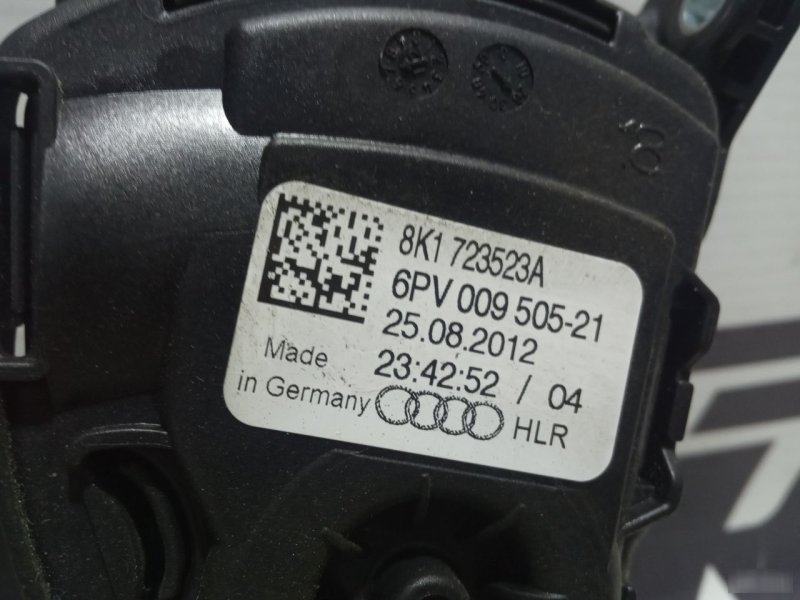 8K1 723523A
6PV 009 505-21
25.08.2012
23:42:52 / 04
Made
in Germany
HLR